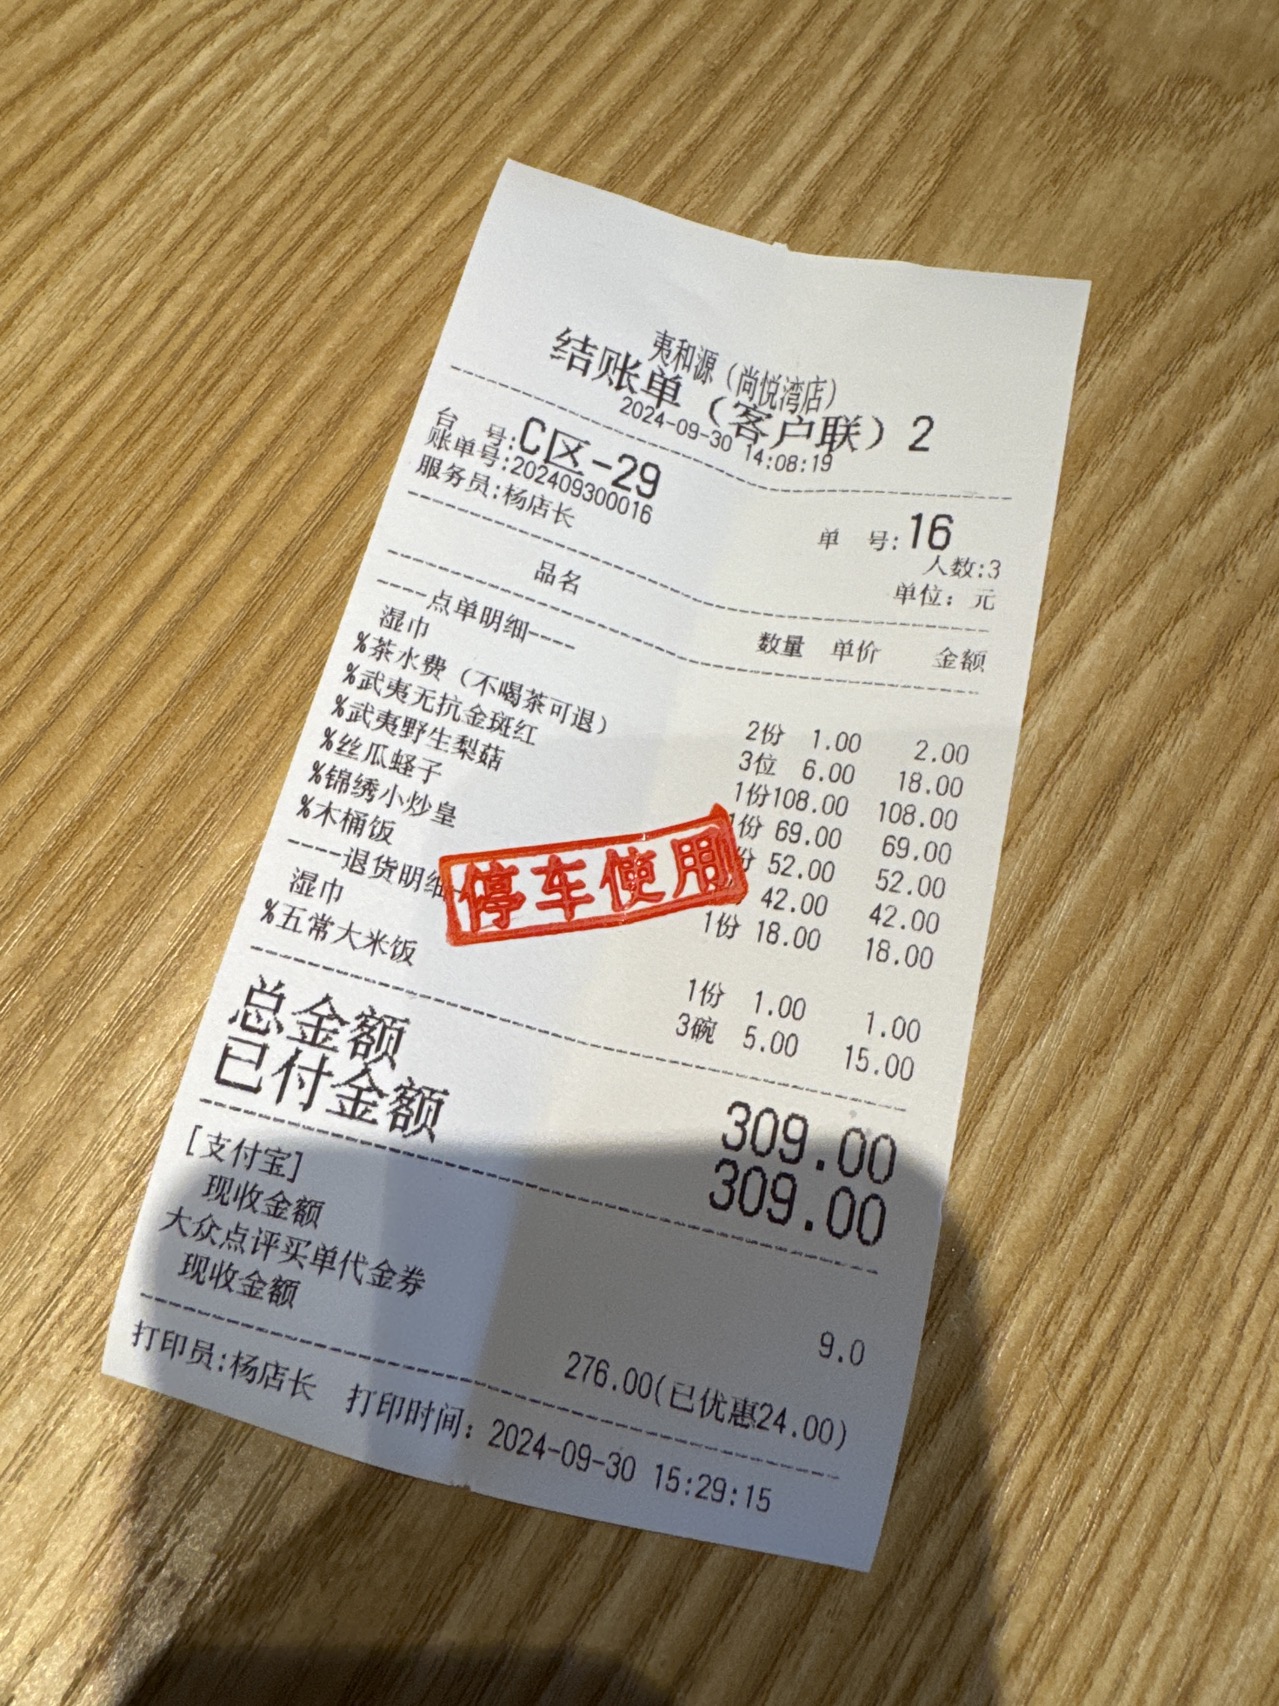 夷和源（尚悦湾店）
结账单（客户联）2
2024-09-30 14:08:19
台 号:C区-29 单 号:16
账单号:202409300016 人数:3
服务员:杨店长 单位: 元
品名 数量 单价 金额
----点单明细----
湿巾 2份 1.00 2.00
%茶水费（不喝茶可退） 3位 6.00 18.00
%武夷无抗金斑红 1份108.00 108.00
%武夷野生梨菇 1份 69.00 69.00
%丝瓜蛏子 份 52.00 52.00
%锦绣小炒皇 42.00 42.00
%木桶饭 1份 18.00 18.00
----退货明细-
停车使用
湿巾 1份 1.00 1.00
%五常大米饭 3碗 5.00 15.00
总金额 309.00
已付金额 309.00
[支付宝]
现收金额 9.0
大众点评买单代金券
现收金额 276.00(已优惠24.00)
打印员:杨店长 打印时间: 2024-09-30 15:29:15